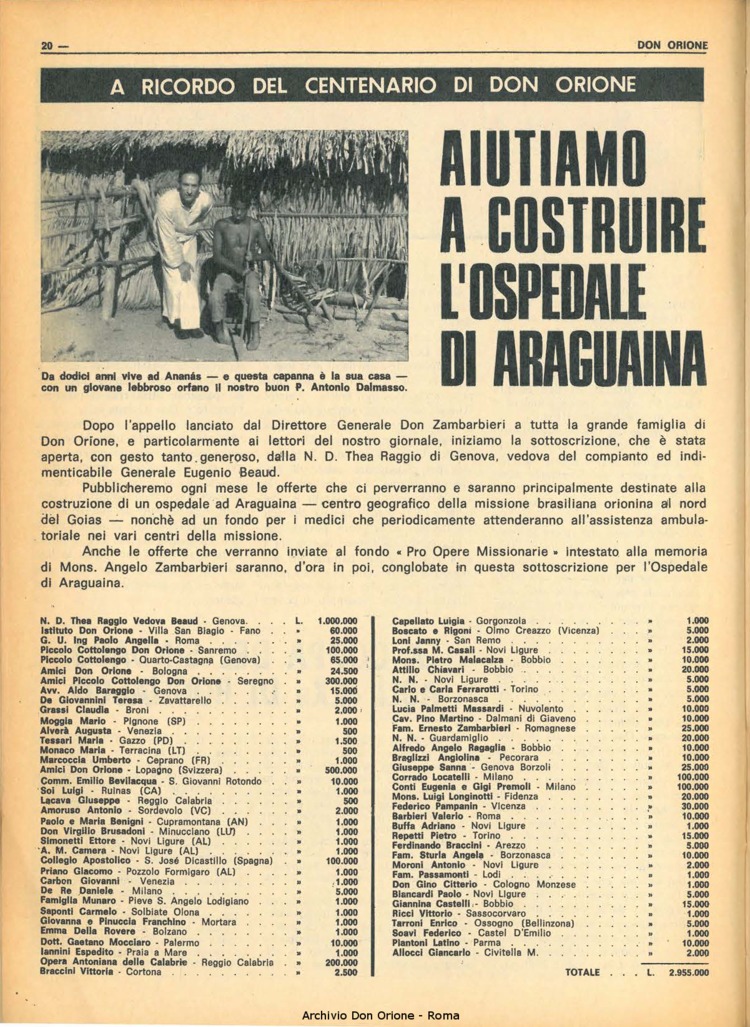 20 —
DON ORIONE
A RICORDO DEL CENTENARIO DI DON ORIONE
AIUTIAMO
A COSTRUIRE
L'OSPEDALE
DI ARAGUAINA
Da dodici anni vive ad Ananás — e questa capanna è la sua casa —
con un giovane lebbroso orfano il nostro buon P. Antonio Dalmasso.
Dopo l'appello lanciato dal Direttore Generale Don Zambarbieri a tutta la grande famiglia di
Don Orione, e particolarmente ai lettori del nostro giornale, iniziamo la sottoscrizione, che è stata
aperta, con gesto tanto generoso, dalla N. D. Thea Raggio di Genova, vedova del compianto ed indi-
menticabile Generale Eugenio Beaud.
Pubblicheremo ogni mese le offerte che ci perverranno e saranno principalmente destinate alla
costruzione di un ospedale ad Araguaina — centro geografico della missione brasiliana orionina al nord
del Goias — nonchè ad un fondo per i medici che periodicamente attenderanno all'assistenza ambula-
toriale nei vari centri della missione.
Anche le offerte che verranno inviate al fondo « Pro Opere Missionarie » intestato alla memoria
di Mons. Angelo Zambarbieri saranno, d'ora in poi, conglobate in questa sottoscrizione per l'Ospedale
di Araguaina.
N. D. Thea Raggio Vedova Beaud - Genova. . . . L. 1.000.000
Istituto Don Orione - Villa San Biagio - Fano . . » 60.000
G. U. Ing Paolo Angella - Roma . . . . . . . » 25.000
Piccolo Cottolengo Don Orione - Sanremo . . . » 100.000
Piccolo Cottolengo - Quarto-Castagna (Genova) . . » 65.000
Amici Don Orione - Bologna . . . . . . . . » 24.500
Amici Piccolo Cottolengo Don Orione - Seregno . » 300.000
Avv. Aldo Baraggio - Genova . . . . . . . . » 15.000
De Giovannini Teresa - Zavattarello . . . . . . » 5.000
Grassi Claudia - Broni . . . . . . . . . . » 2.000
Moggia Mario - Pignone (SP) . . . . . . . . » 1.000
Alverà Augusta - Venezia . . . . . . . . . » 500
Tessari Maria - Gazzo (PD) . . . . . . . . » 1.500
Monaco Maria - Terracina (LT) . . . . . . . » 500
Marcoccia Umberto - Ceprano (FR) . . . . . . » 1.000
Amici Don Orione - Lopagno (Svizzera) . . . . . » 500.000
Comm. Emilio Bevilacqua - S. Giovanni Rotondo . . » 10.000
Soi Luigi - Ruinas (CA) . . . . . . . . . . » 1.000
Lacava Giuseppe - Reggio Calabria . . . . . . » 500
Amoruso Antonio - Sordevolo (VC) . . . . . . » 2.000
Paolo e Maria Benigni - Cupramontana (AN) . . . » 1.000
Don Virgilio Brusadoni - Minucciano (LU) . . . . » 1.000
Simonetti Ettore - Novi Ligure (AL) . . . . . . » 1.000
A. M. Camera - Novi Ligure (AL) . . . . . . . » 1.000
Collegio Apostolico - S. José Dicastillo (Spagna) . . » 100.000
Priano Giacomo - Pozzolo Formigaro (AL) . . . . » 1.000
Carbon Giovanni - Venezia . . . . . . . . . » 1.000
De Re Daniele - Milano . . . . . . . . . . » 5.000
Famiglia Munaro - Pieve S. Angelo Lodigiano . . . » 1.000
Saponti Carmelo - Solbiate Olona . . . . . . . » 1.000
Giovanna e Pinuccia Franchino - Mortara . . . . » 1.000
Emma Della Rovere - Bolzano . . . . . . . . » 1.000
Dott. Gaetano Mocciaro - Palermo . . . . . . . » 10.000
Iannini Espedito - Praia a Mare . . . . . . . » 1.000
Opera Antoniana delle Calabrie - Reggio Calabria . » 200.000
Braccini Vittoria - Cortona . . . . . . . . . » 2.500
Capellato Luigia - Gorgonzola . . . . . . . . » 1.000
Boscato e Rigoni - Olmo Creazzo (Vicenza) . . . » 5.000
Loni Janny - San Remo . . . . . . . . . . » 2.000
Prof.ssa M. Casali - Novi Ligure . . . . . . . » 15.000
Mons. Pietro Malacalza - Bobbio . . . . . . . » 10.000
Attilio Chiavari - Bobbio . . . . . . . . . . » 20.000
N. N. - Novi Ligure . . . . . . . . . . . » 5.000
Carlo e Carla Ferrarotti - Torino . . . . . . . » 5.000
N. N. - Borzonasca . . . . . . . . . . . » 5.000
Lucia Palmetti Massardi - Nuvolento . . . . . . » 10.000
Cav. Pino Martino - Dalmani di Giaveno . . . . » 10.000
Fam. Ernesto Zambarbieri - Romagnese . . . . . » 25.000
N. N. - Guardamiglio . . . . . . . . . . . » 20.000
Alfredo Angelo Ragaglia - Bobbio . . . . . . . » 10.000
Braglizzi Angiolina - Pecorara . . . . . . . . » 10.000
Giuseppe Sanna - Genova Borzoli . . . . . . . » 25.000
Corrado Locatelli - Milano . . . . . . . . . » 100.000
Conti Eugenia e Gigi Premoli - Milano . . . . . » 100.000
Mons. Luigi Longinotti - Fidenza . . . . . . . » 20.000
Federico Pampanin - Vicenza . . . . . . . . . » 30.000
Barbieri Valerio - Roma . . . . . . . . . . » 10.000
Buffa Adriano - Novi Ligure . . . . . . . . . » 1.000
Repetti Pietro - Torino . . . . . . . . . . » 15.000
Ferdinando Braccini - Arezzo . . . . . . . . » 5.000
Fam. Sturla Angela - Borzonasca . . . . . . . » 10.000
Moroni Antonio - Novi Ligure . . . . . . . . » 2.000
Fam. Passamonti - Lodi . . . . . . . . . . » 1.000
Don Gino Citterio - Cologno Monzese . . . . . » 1.000
Biancardi Paolo - Novi Ligure . . . . . . . . » 5.000
Giannina Castelli - Bobbio . . . . . . . . . » 15.000
Ricci Vittorio - Sassocorvaro . . . . . . . . » 1.000
Tarroni Enrico - Ossogno (Bellinzona) . . . . . » 5.000
Soavi Federico - Castel D'Emilio . . . . . . . » 1.000
Piantoni Latino - Parma . . . . . . . . . . » 10.000
Allocci Giancarlo - Civitella M. . . . . . . . » 2.000
TOTALE . . . L. 2.955.000
Archivio Don Orione - Roma